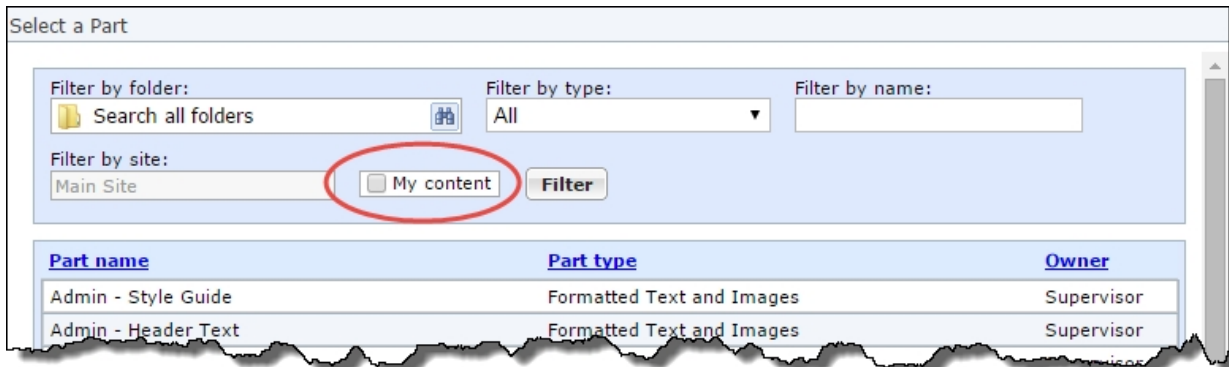 Select a Part
Filter by folder: Filter by type: Filter by name:
Search all folders All
Filter by site:
Main Site My content Filter
Part name Part type Owner
Admin - Style Guide Formatted Text and Images Supervisor
Admin - Header Text Formatted Text and Images Supervisor